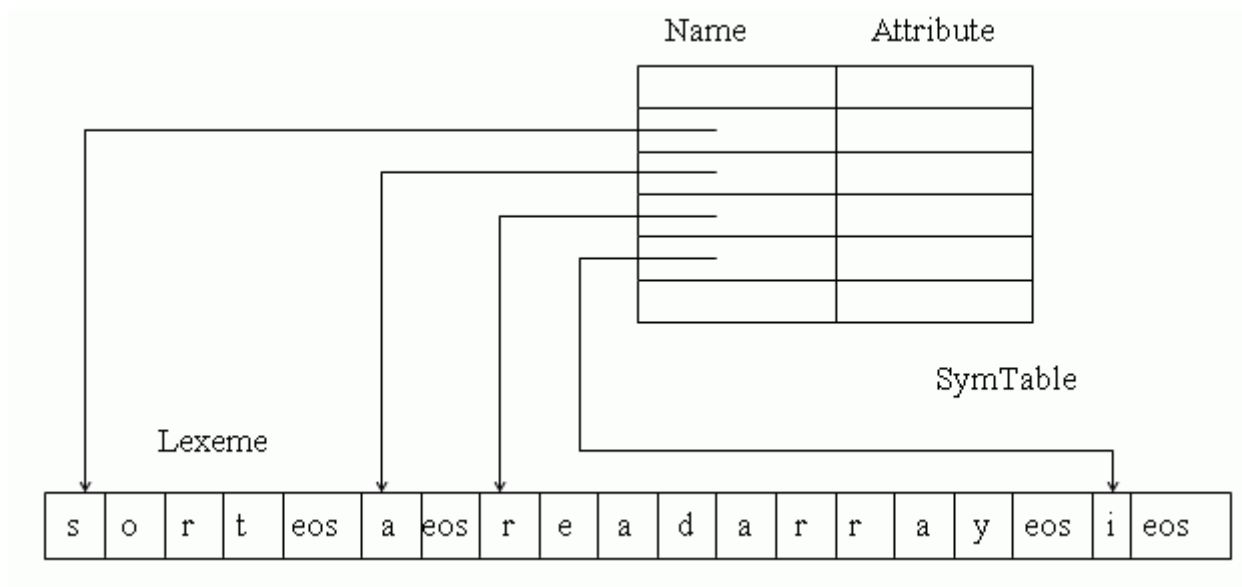 Name Attribute
SymTable
Lexeme
s o r t eos a eos r e a d a r r a y eos i eos